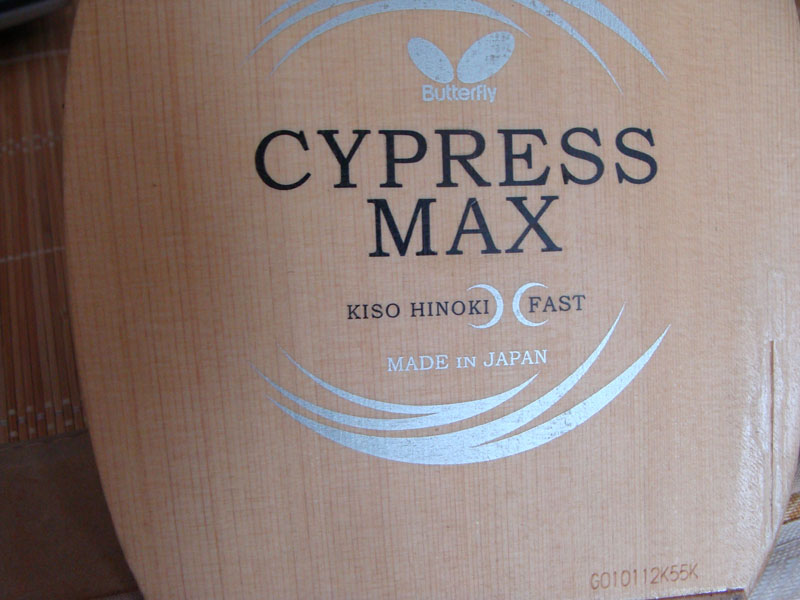 Butterfly
CYPRESS
MAX
KISO HINOKI FAST
MADE IN JAPAN
G010112K55K